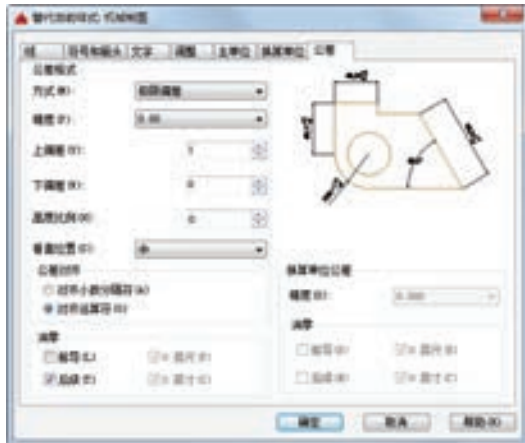 替代当前样式: 机械制图
线 符号和箭头 文字 调整 主单位 换算单位 公差
公差格式
方式(M): 极限偏差
精度(P): 0.00
上偏差(V): 1
下偏差(W): 0
高度比例(H):
垂直位置(S): 中
公差对齐
对齐小数分隔符(A)
对齐运算符(G)
消零
前导(L) 0 英尺(F)
后续(T) 0 英寸(I)
换算单位公差
精度(O): 0.000
消零
前导 0 英尺
后续 0 英寸
确定 取消 帮助(H)